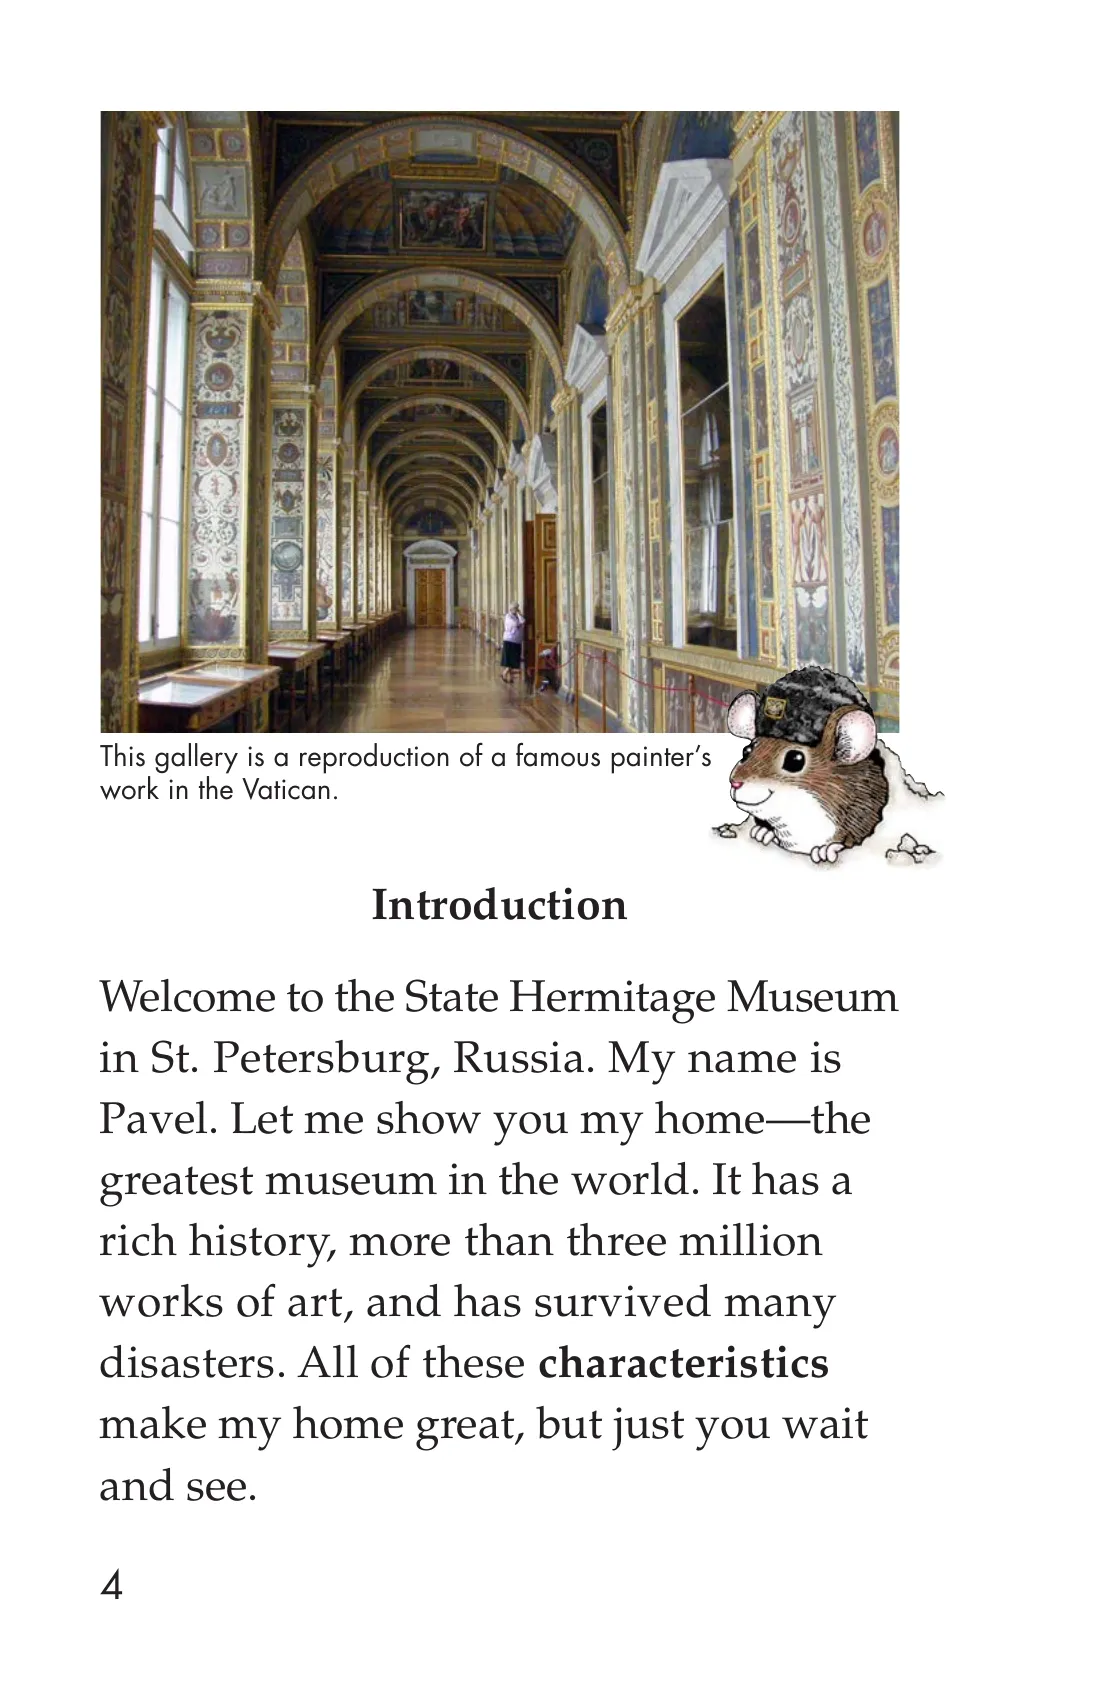 This gallery is a reproduction of a famous painter’s
work in the Vatican.
Introduction
Welcome to the State Hermitage Museum
in St. Petersburg, Russia. My name is
Pavel. Let me show you my home—the
greatest museum in the world. It has a
rich history, more than three million
works of art, and has survived many
disasters. All of these characteristics
make my home great, but just you wait
and see.
4